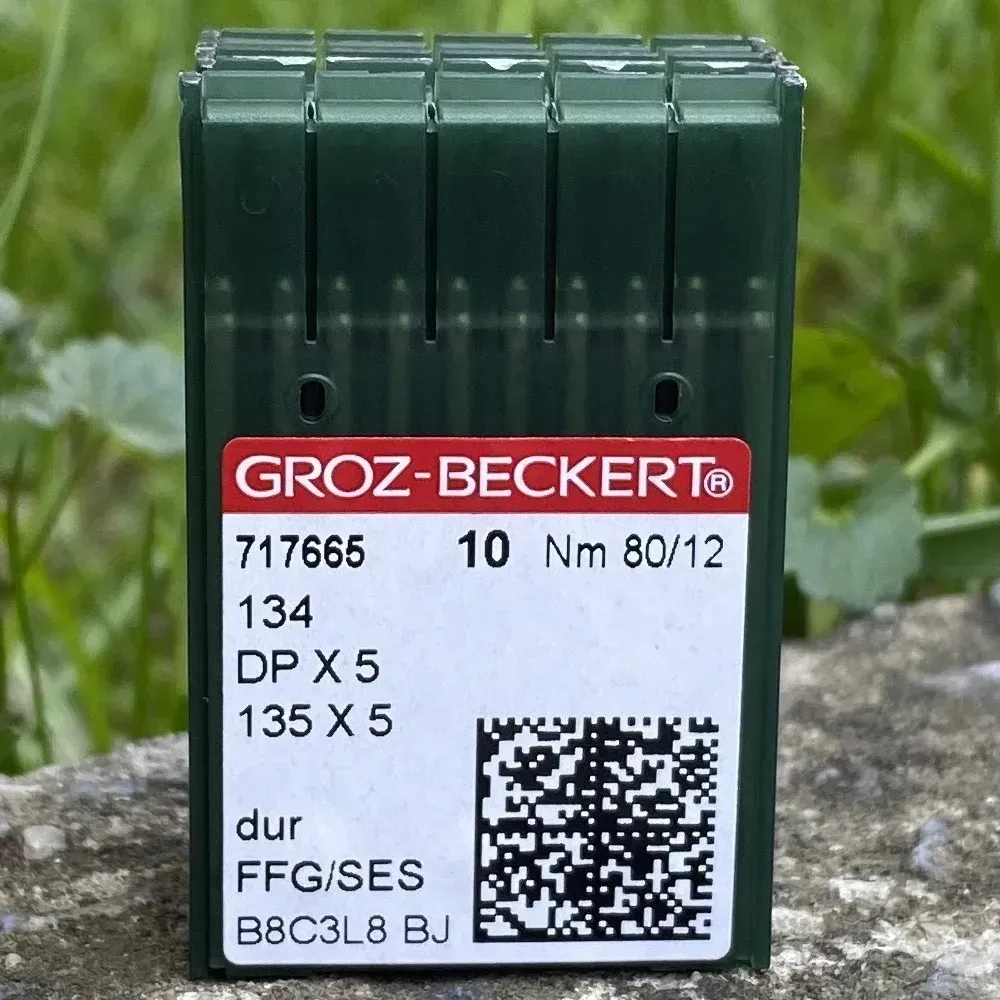 GROZ-BECKERT®
717665 10 Nm 80/12
134
DP X 5
135 X 5
dur
FFG/SES
B8C3L8 BJ